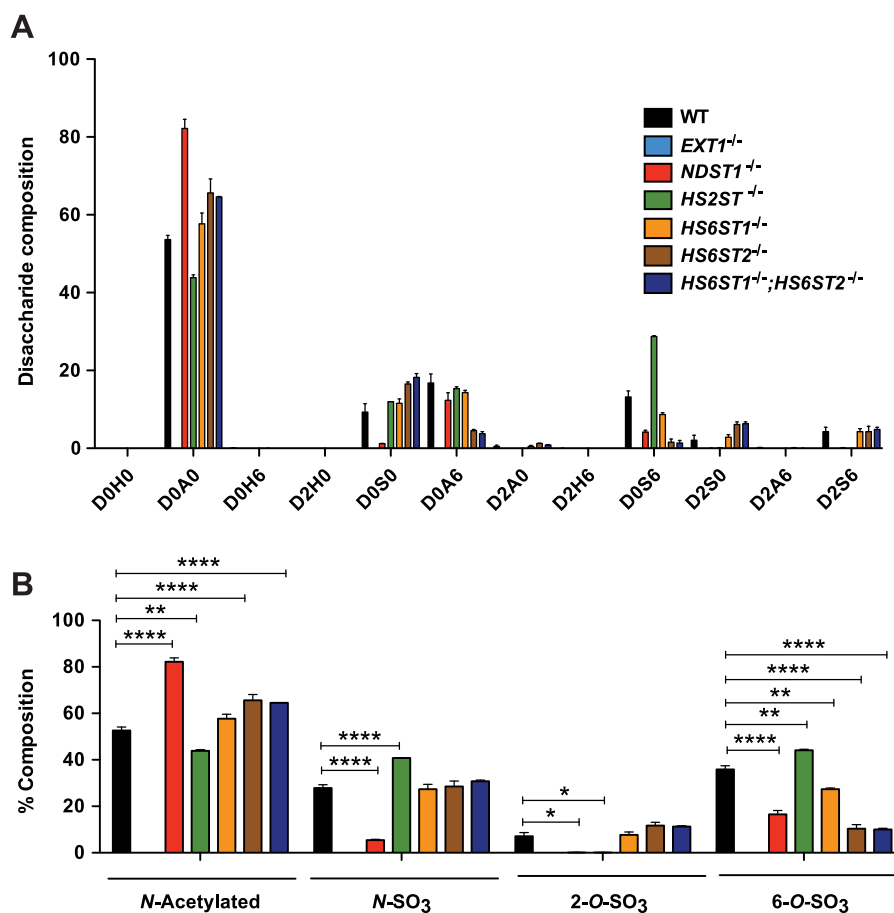 A
Disaccharide composition
100
80
60
40
20
0
WT
EXT1-/-
NDST1-/-
HS2ST -/-
HS6ST1-/-
HS6ST2-/-
HS6ST1-/-;HS6ST2-/-
D0H0
D0A0
D0H6
D2H0
D0S0
D0A6
D2A0
D2H6
D0S6
D2S0
D2A6
D2S6
B
% Composition
100
80
60
40
20
0
****
****
**
****
****
****
*
*
****
****
**
**
****
N-Acetylated
N-SO3
2-O-SO3
6-O-SO3